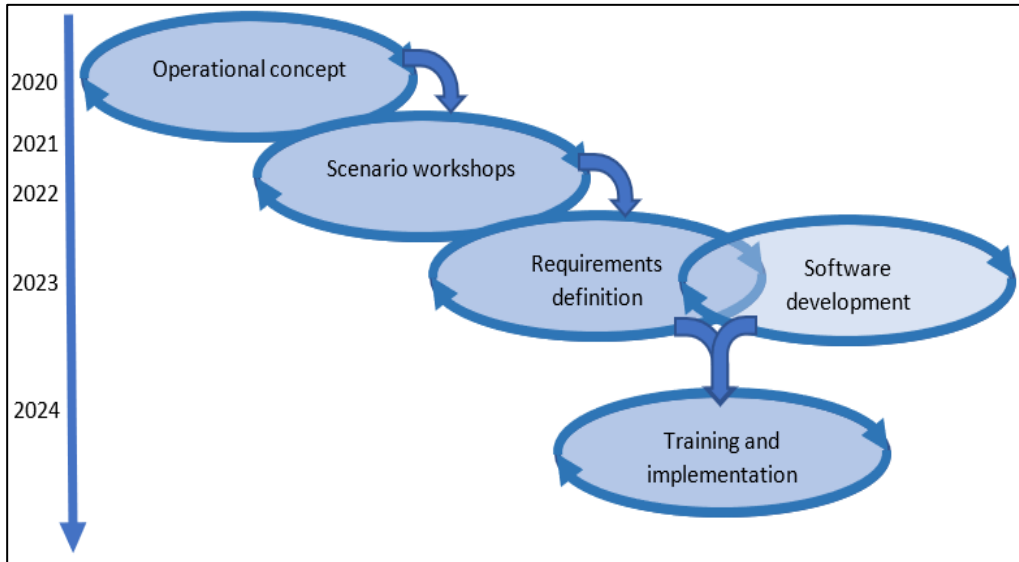 2020
Operational concept
2021
Scenario workshops
2022
Requirements
definition
Software
development
2023
2024
Training and
implementation